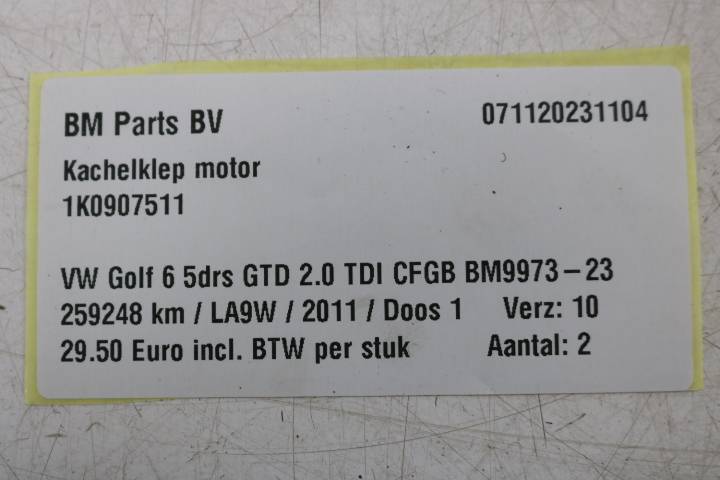 BM Parts BV 071120231104
Kachelklep motor
1K0907511
VW Golf 6 5drs GTD 2.0 TDI CFGB BM9973-23
259248 km / LA9W / 2011 / Doos 1 Verz: 10
29.50 Euro incl. BTW per stuk Aantal: 2